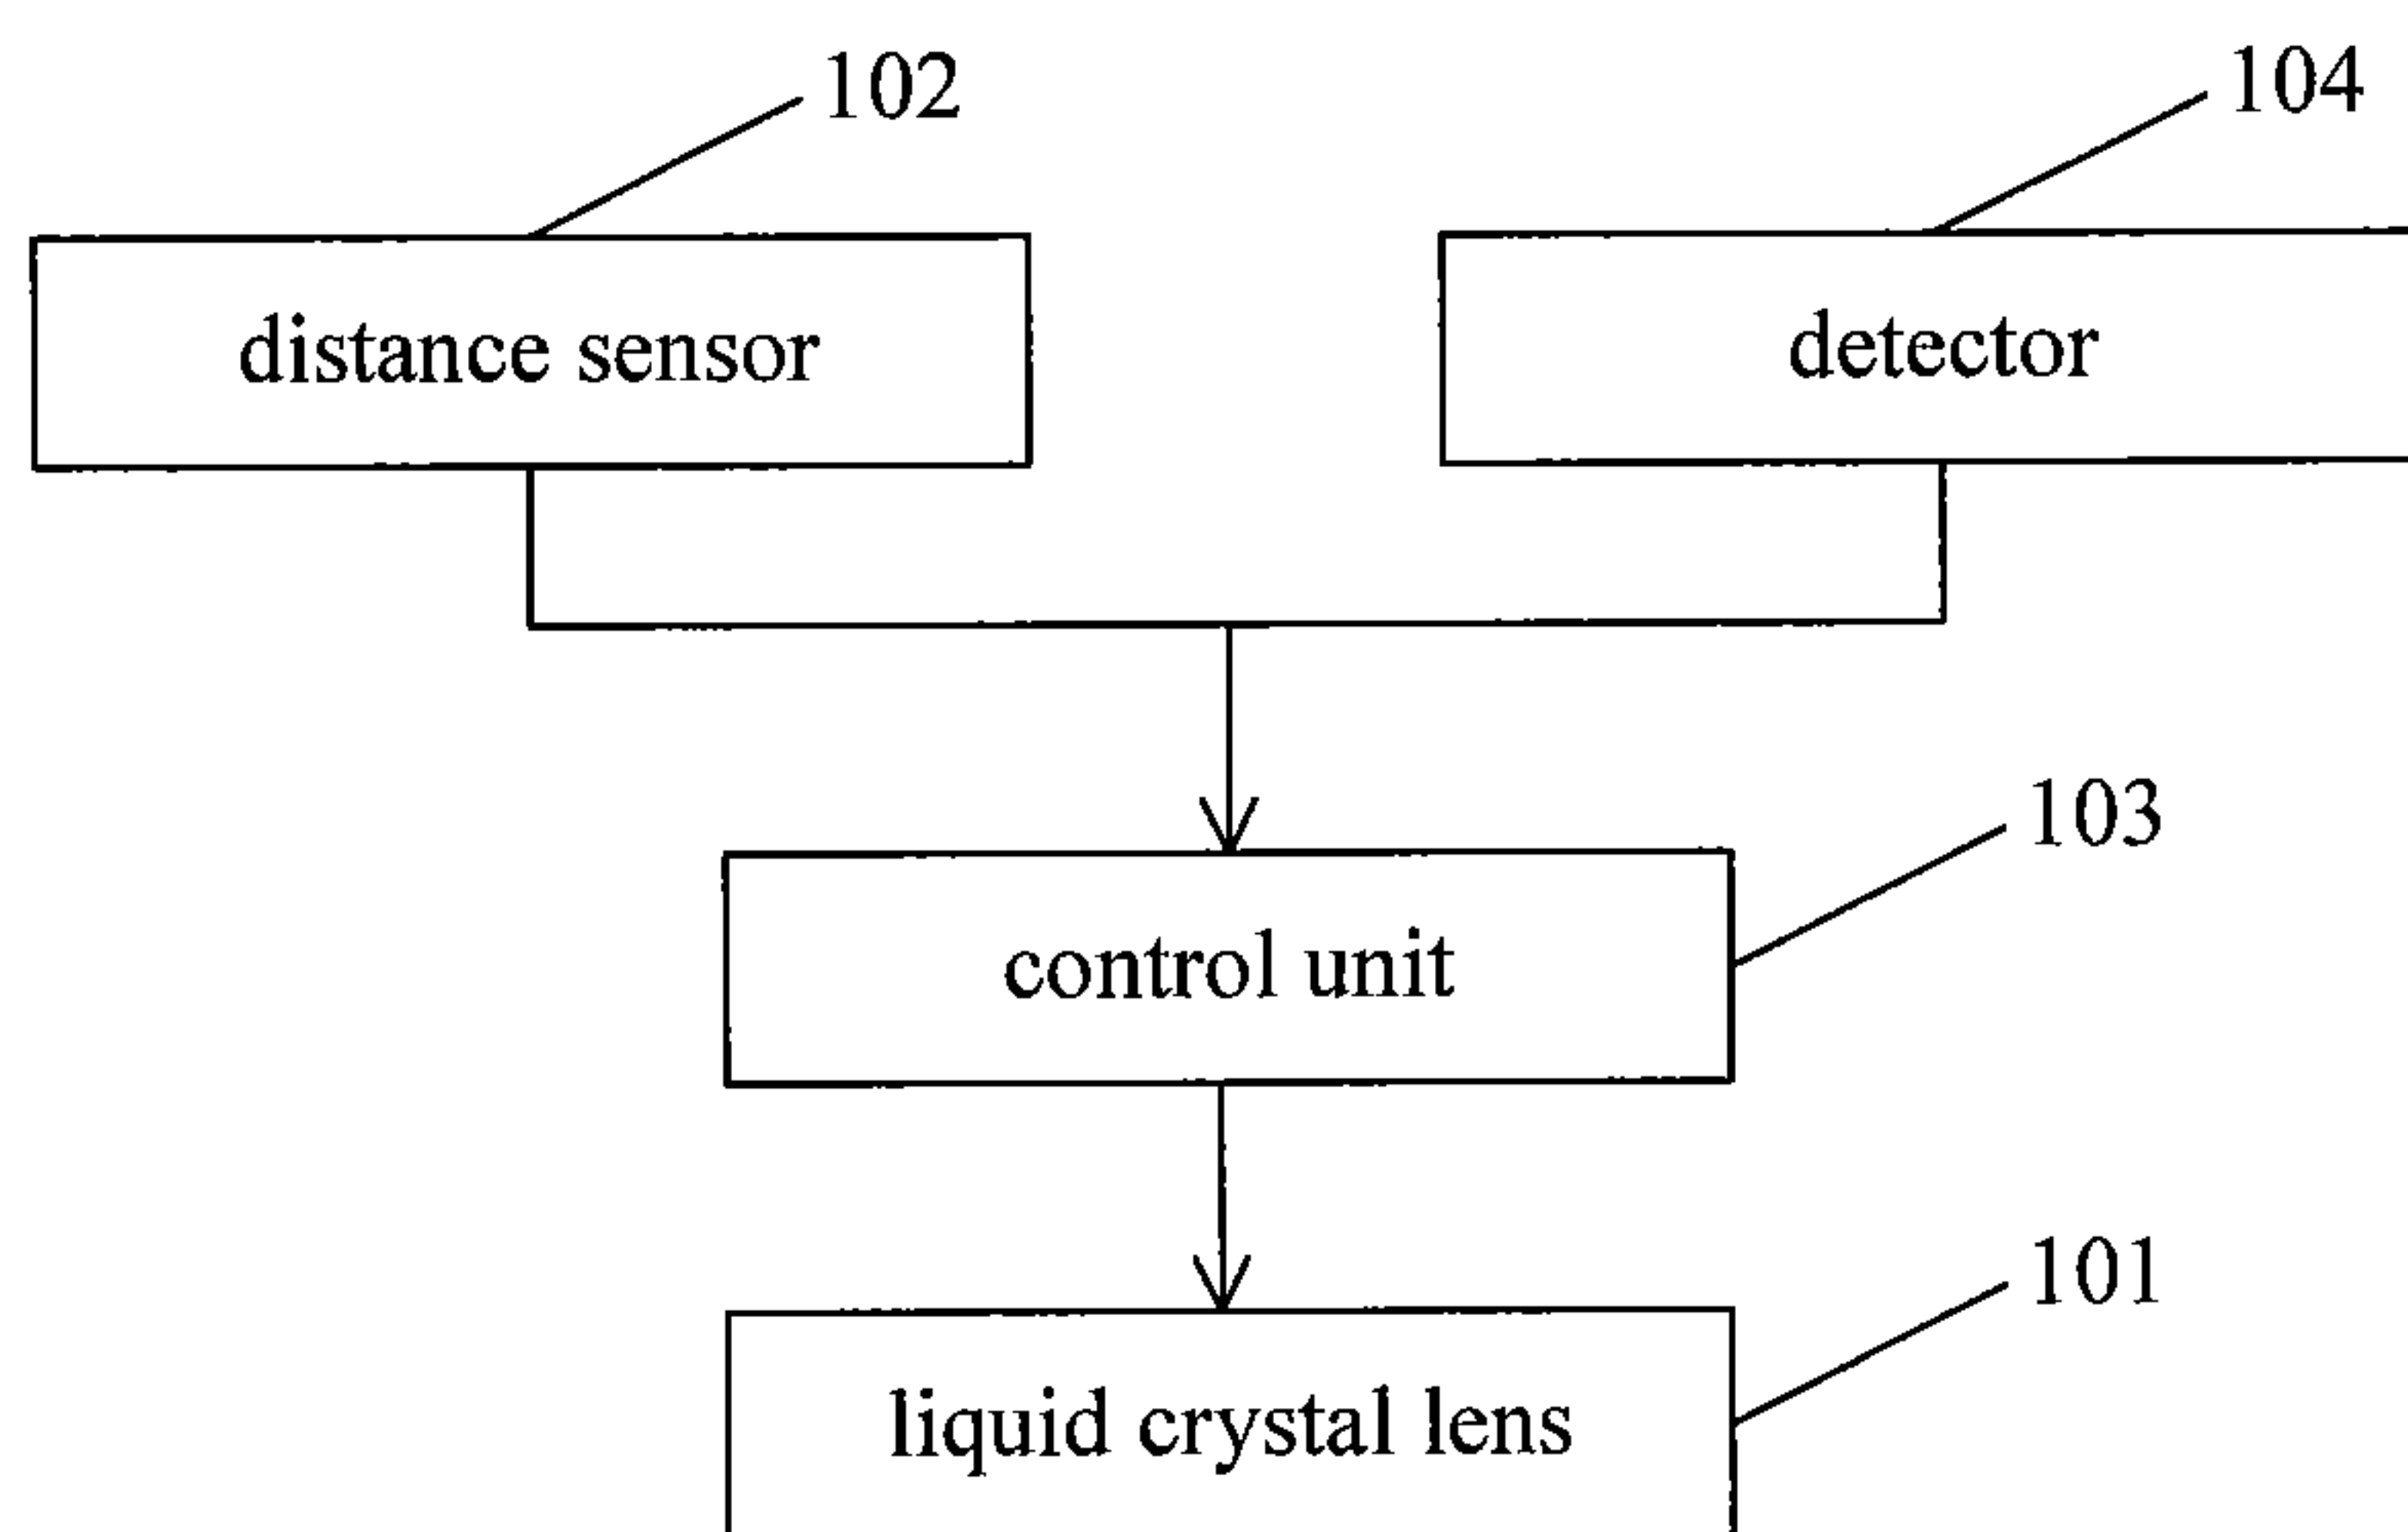 102
104
distance sensor
detector
103
control unit
101
liquid crystal lens